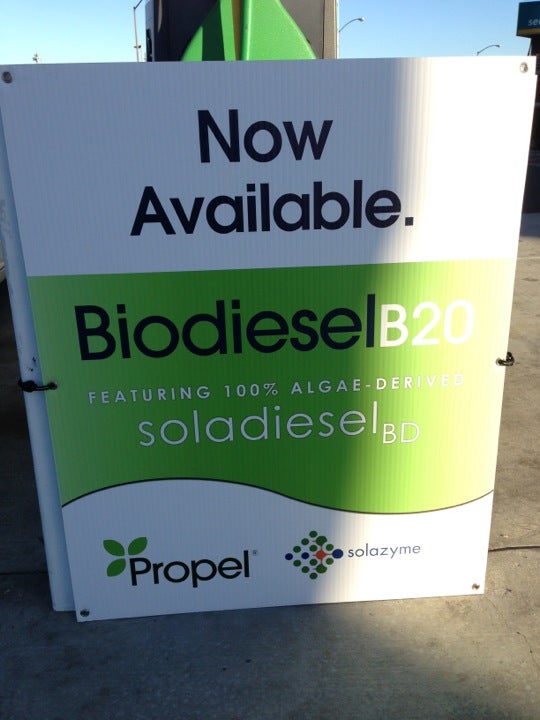 Now
Available.
BiodieselB20
FEATURING 100% ALGAE-DERIVED
soladieselBD
Propel®
solazyme